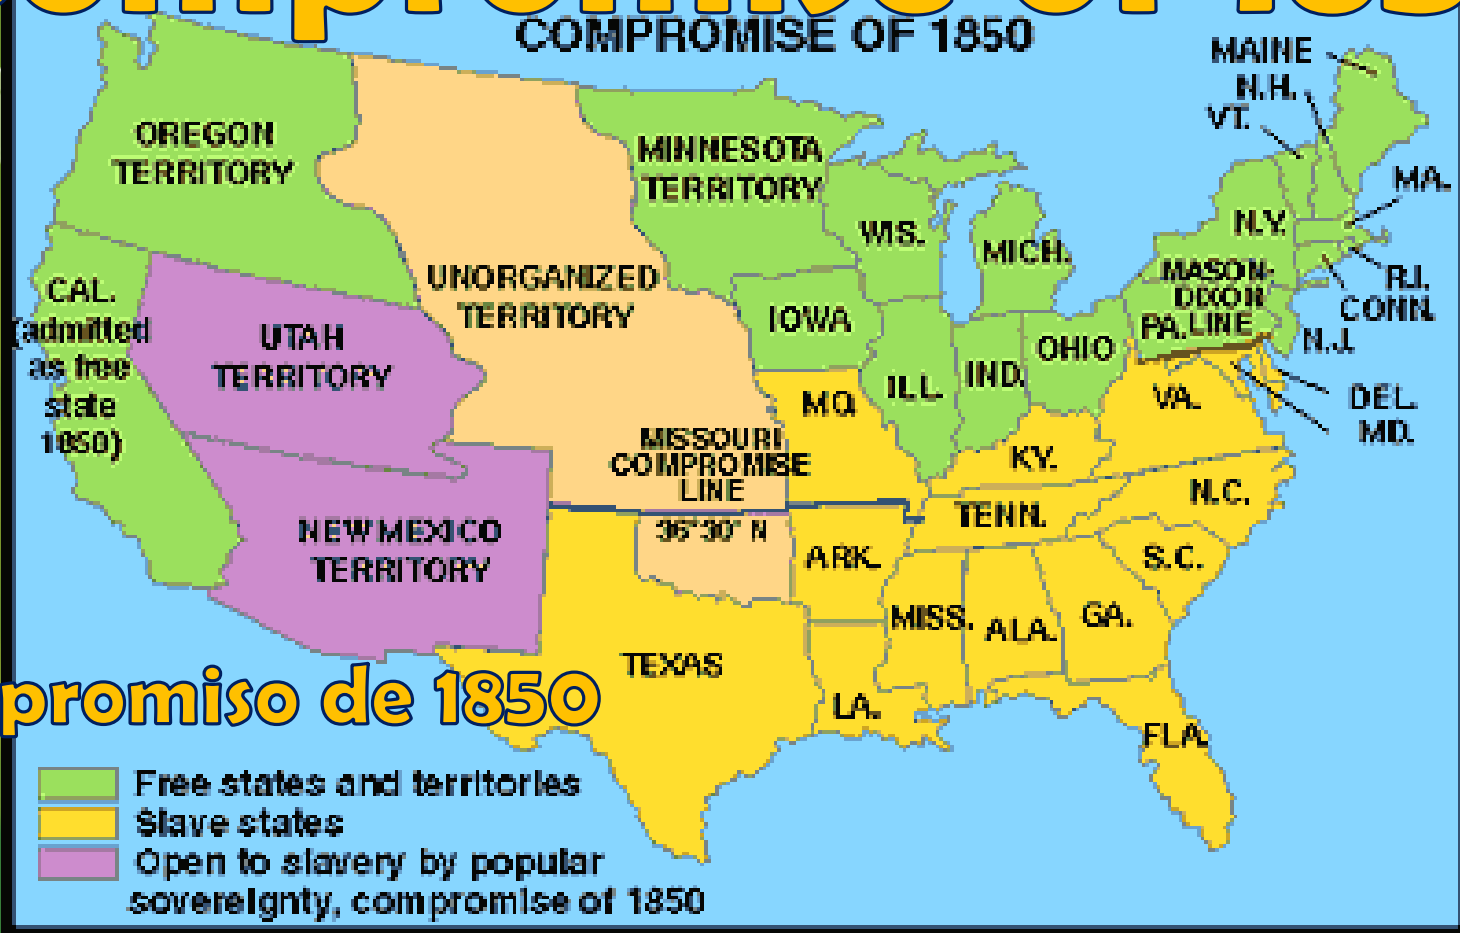 ompromise of 185
COMPROMISE OF 1850
MAINE
N.H.
VT.
MA.
OREGON
TERRITORY
MINNESOTA
TERRITORY
WIS.
MICH.
N.Y.
MASON-
DIXON
LINE
PA.
R.I.
CONN.
N.J.
DEL.
MD.
CAL.
(admitted
as free
state
1850)
UTAH
TERRITORY
UNORGANIZED
TERRITORY
IOWA
ILL.
IND.
OHIO
VA.
MO.
KY.
MISSOURI
COMPROMISE
LINE
36°30" N
NEW MEXICO
TERRITORY
TENN.
N.C.
ARK.
S.C.
MISS.
ALA.
GA.
TEXAS
LA.
FLA.
promiso de 1850
Free states and territories
Slave states
Open to slavery by popular
sovereignty, compromise of 1850